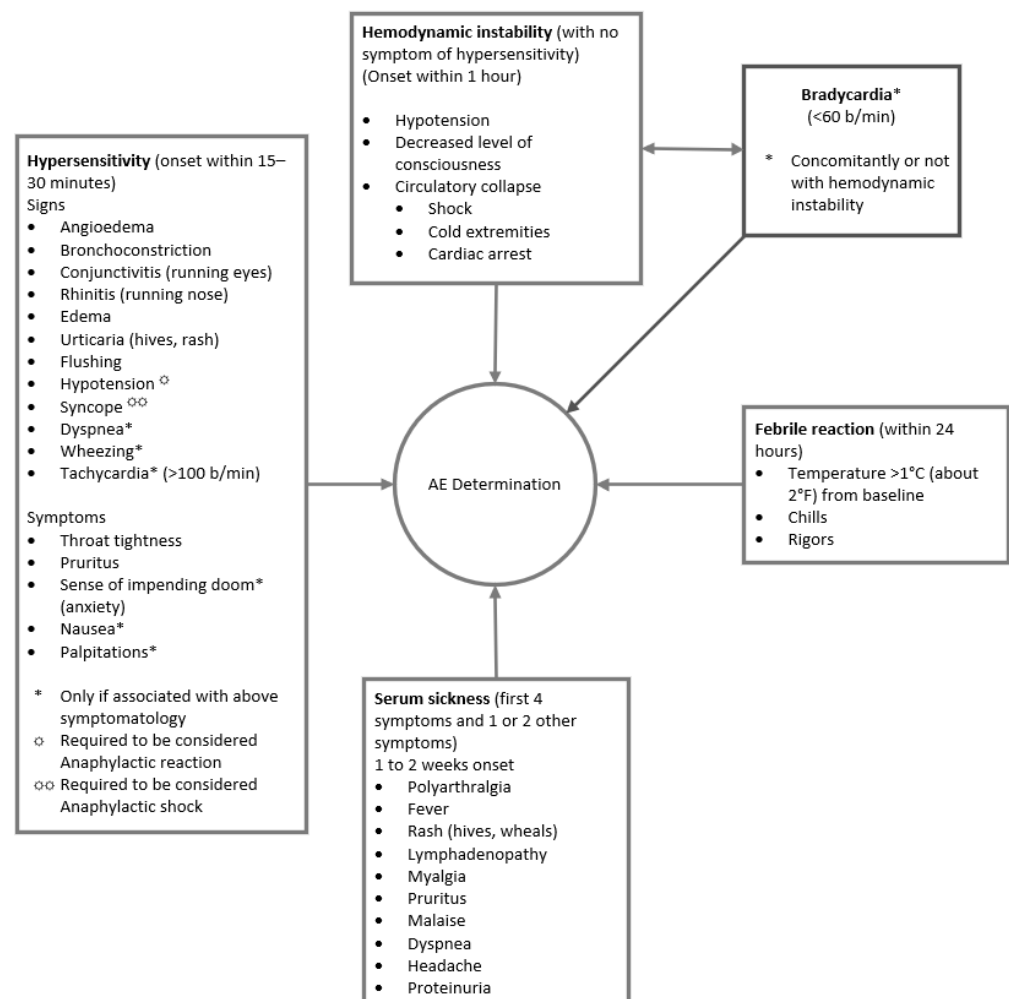 Hemodynamic instability (with no
symptom of hypersensitivity)
(Onset within 1 hour)
• Hypotension
• Decreased level of
consciousness
• Circulatory collapse
• Shock
• Cold extremities
• Cardiac arrest
Bradycardia*
(<60 b/min)
* Concomitantly or not
with hemodynamic
instability
Hypersensitivity (onset within 15–
30 minutes)
Signs
• Angioedema
• Bronchoconstriction
• Conjunctivitis (running eyes)
• Rhinitis (running nose)
• Edema
• Urticaria (hives, rash)
• Flushing
• Hypotension ☼
• Syncope ☼☼
• Dyspnea*
• Wheezing*
• Tachycardia* (>100 b/min)
Symptoms
• Throat tightness
• Pruritus
• Sense of impending doom*
(anxiety)
• Nausea*
• Palpitations*
* Only if associated with above
symptomatology
☼ Required to be considered
Anaphylactic reaction
☼☼ Required to be considered
Anaphylactic shock
AE Determination
Febrile reaction (within 24
hours)
• Temperature >1°C (about
2°F) from baseline
• Chills
• Rigors
Serum sickness (first 4
symptoms and 1 or 2 other
symptoms)
1 to 2 weeks onset
• Polyarthralgia
• Fever
• Rash (hives, wheals)
• Lymphadenopathy
• Myalgia
• Pruritus
• Malaise
• Dyspnea
• Headache
• Proteinuria